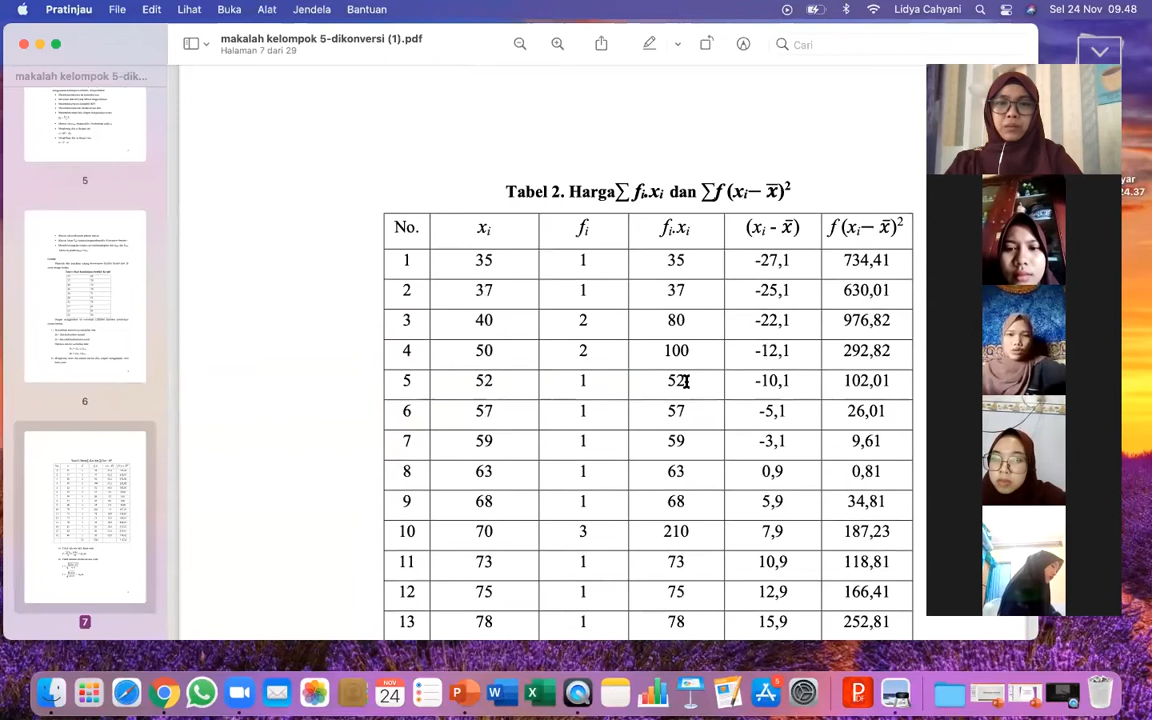 Pratinjau File Edit Lihat Buka Alat Jendela Bantuan Lidya Cahyani Sel 24 Nov 09.48
makalah kelompok 5-dikonversi (1).pdf
Halaman 7 dari 29
Cari
makalah kelompok 5-dik...
5
6
7
Tabel 2. Harga∑ fᵢ.xᵢ dan ∑f (xᵢ− x̄)²
No. xᵢ fᵢ fᵢ.xᵢ (xᵢ - x̄) f (xᵢ− x̄)²
1 35 1 35 -27,1 734,41
2 37 1 37 -25,1 630,01
3 40 2 80 -22,1 976,82
4 50 2 100 -12,1 292,82
5 52 1 52 -10,1 102,01
6 57 1 57 -5,1 26,01
7 59 1 59 -3,1 9,61
8 63 1 63 0,9 0,81
9 68 1 68 5,9 34,81
10 70 3 210 7,9 187,23
11 73 1 73 10,9 118,81
12 75 1 75 12,9 166,41
13 78 1 78 15,9 252,81
24.37
NOV
24
5